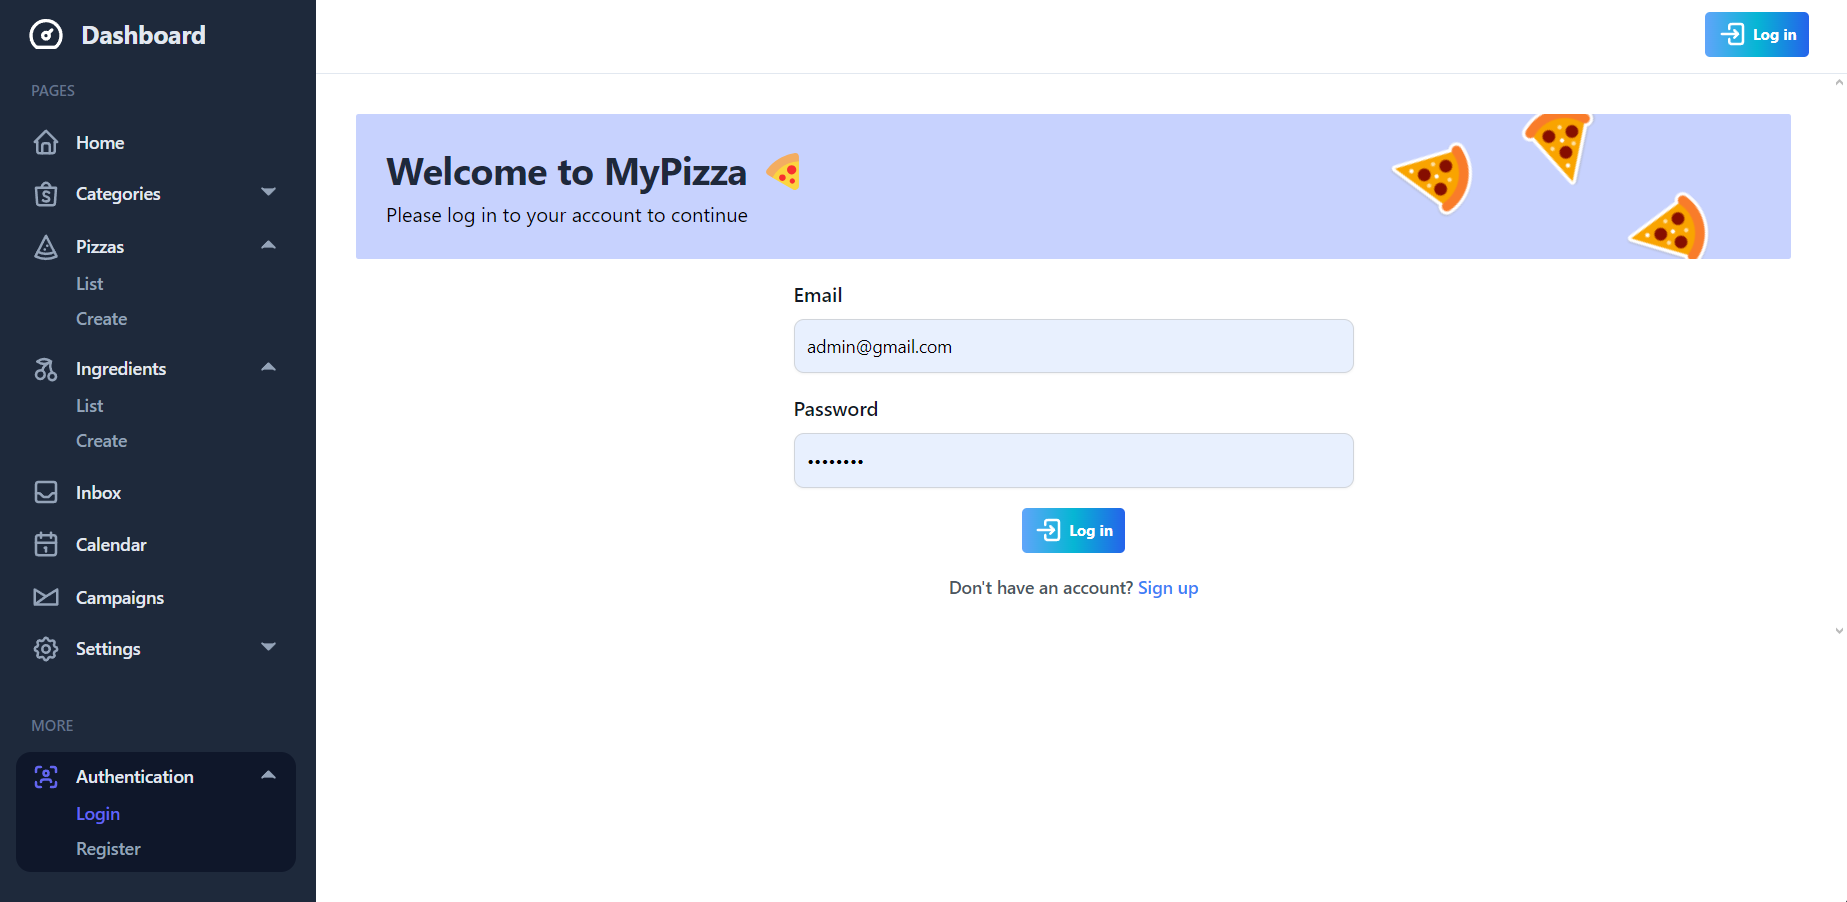 Dashboard
PAGES
Home
Categories
Pizzas
List
Create
Ingredients
List
Create
Inbox
Calendar
Campaigns
Settings
MORE
Authentication
Login
Register
Log in
Welcome to MyPizza
Please log in to your account to continue
Email
admin@gmail.com
Password
••••••••
Log in
Don't have an account? Sign up